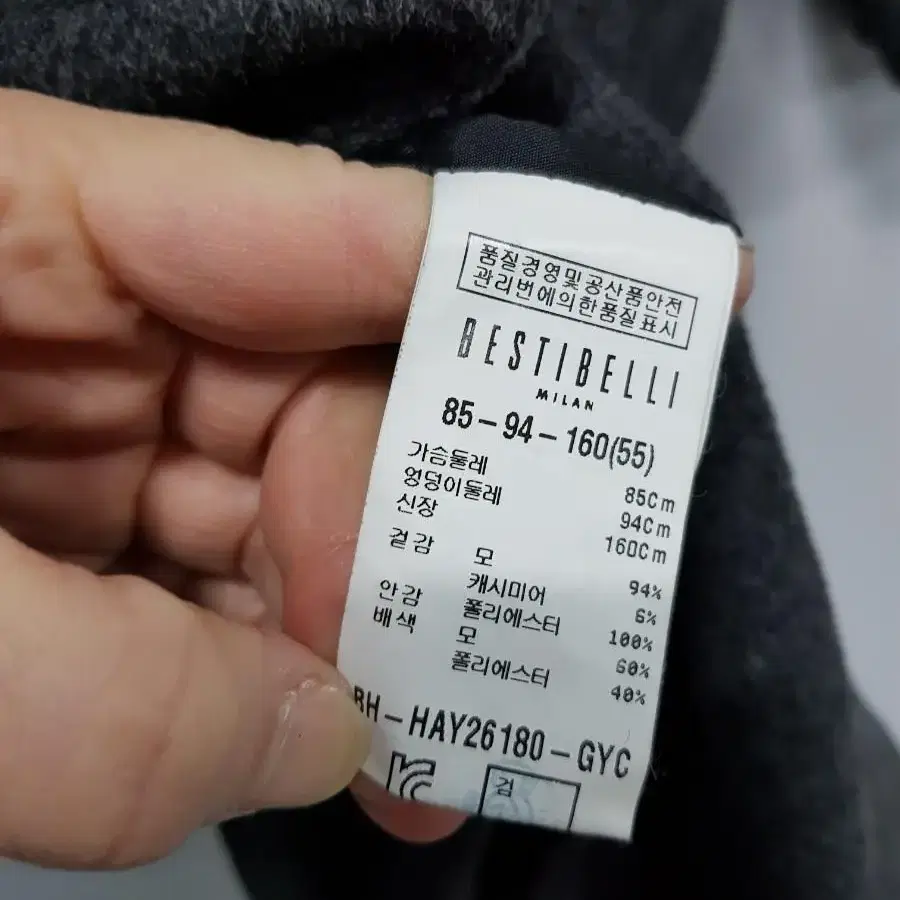 품질경영및공산품안전
관리번에의한품질표시
BESTIBELLI
MILAN
85-94-160(55)
가슴둘레 85Cm
엉덩이둘레 94Cm
신장 160Cm
겉감 모 94%
캐시미어 6%
안감 폴리에스터 100%
배색 모 60%
폴리에스터 40%
BH-HAY26180-GYC
검